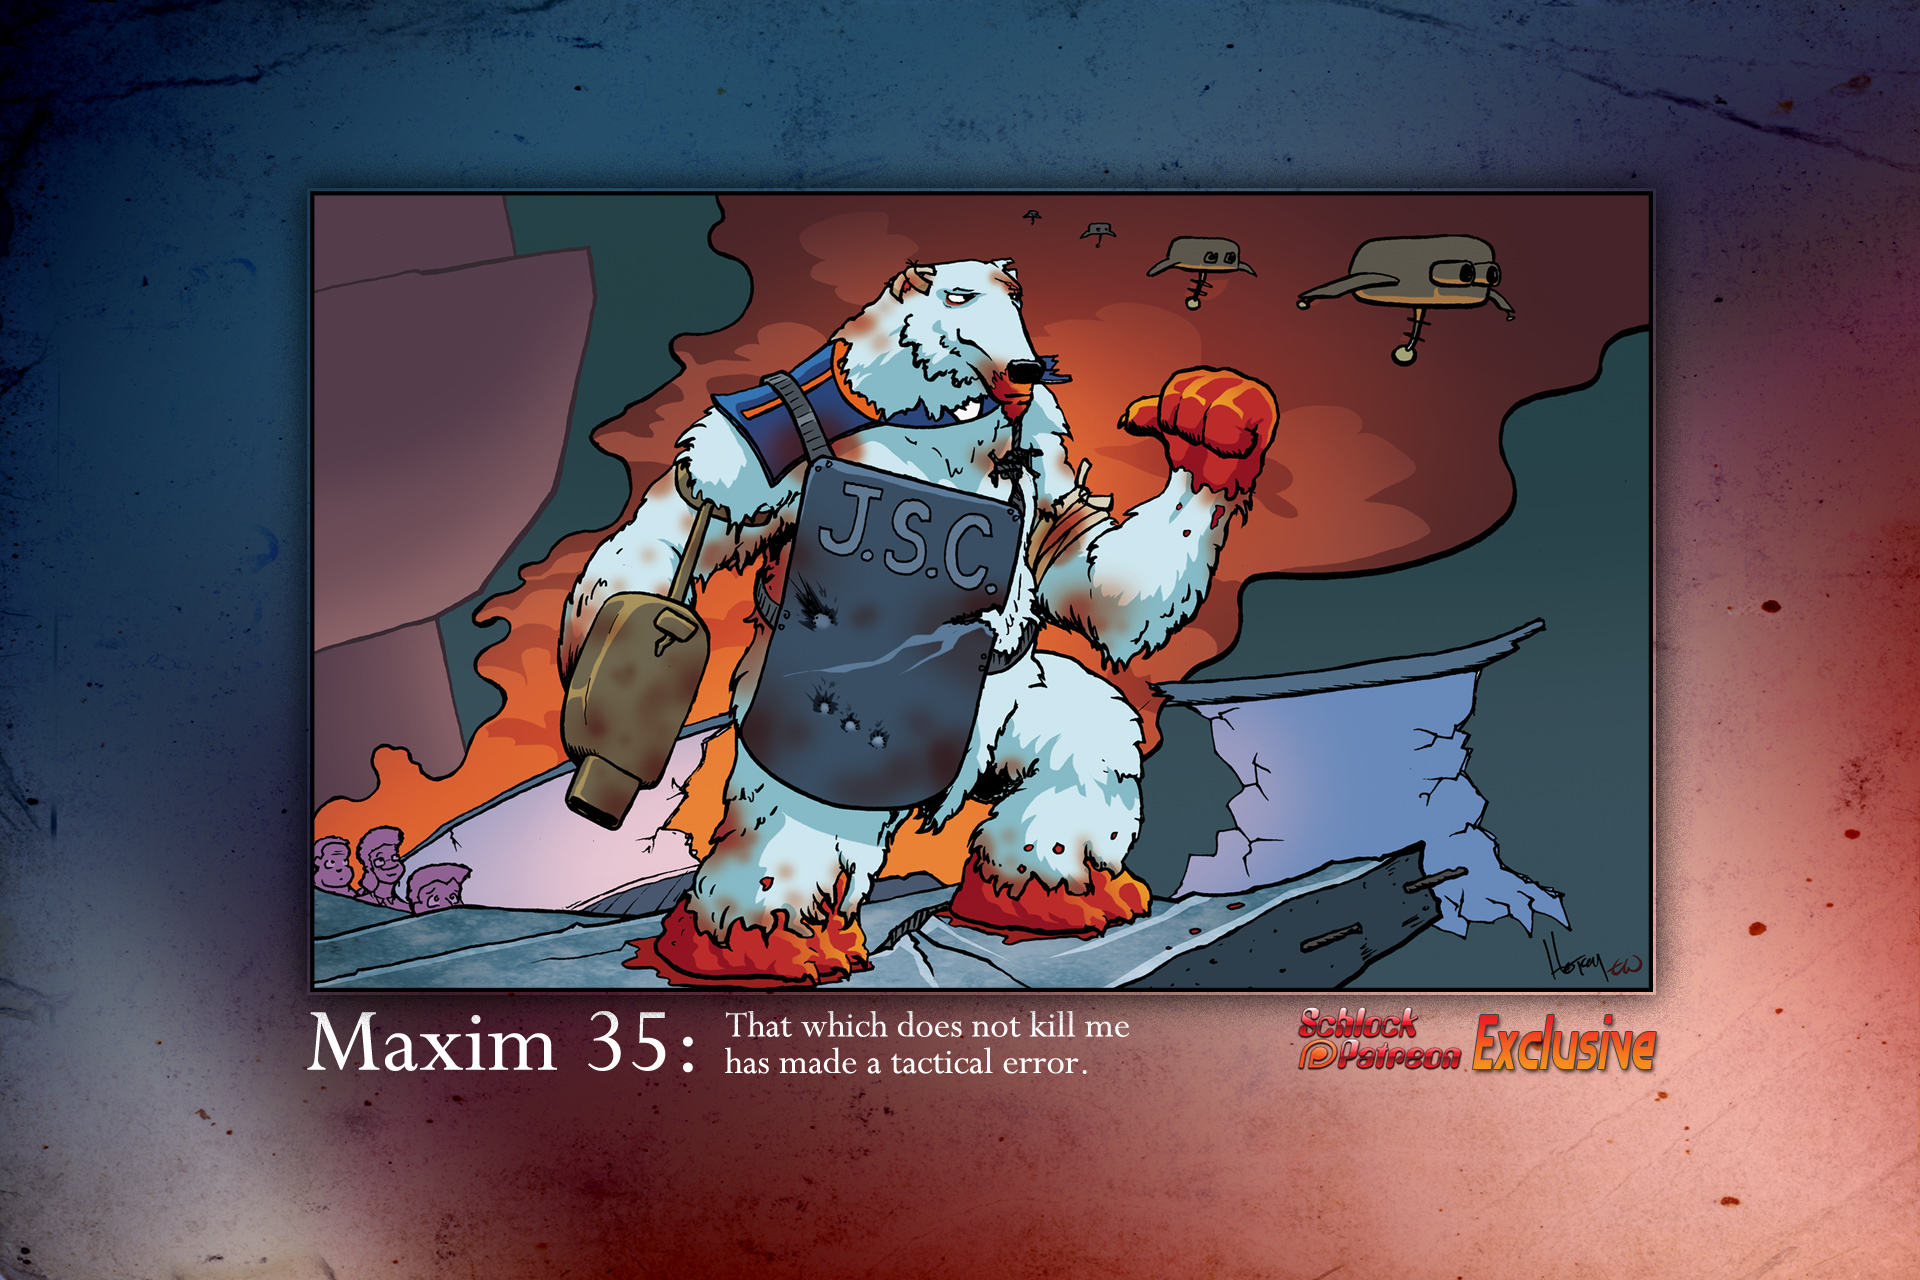 J.S.C.
Maxim 35:
That which does not kill me
has made a tactical error.
Schlock
Patreon
Exclusive